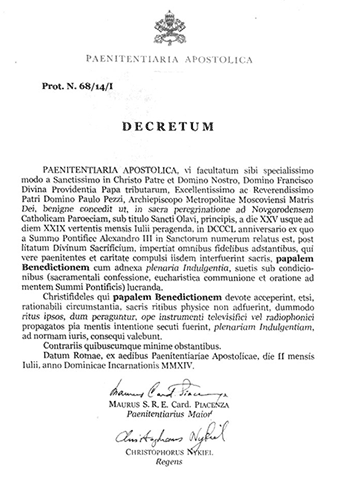 PAENITENTIARIA APOSTOLICA
Prot. N. 68/14/I
DECRETUM
PAENITENTIARIA APOSTOLICA, vi facultatum sibi specialissimo
modo a Sanctissimo in Christo Patre et Domino Nostro, Domino Francisco
Divina Providentia Papa tributarum, Excellentissimo ac Reverendissimo
Patri Domino Paulo Pezzi, Archiepiscopo Metropolitae Moscoviensi Matris
Dei, benigne concedit ut, in sacra peregrinatione ad Novgorodensem
Catholicam Paroeciam, sub titulo Sancti Olavi, principis, a die XXV usque ad
diem XXIX vertentis mensis Iulii peragenda, in DCCCL anniversario ex quo
a Summo Pontifice Alexandro III in Sanctorum numerum relatus est, post
litatum Divinum Sacrificium, impertiat omnibus fidelibus adstantibus, qui
vere paenitentes et caritate compulsi iisdem interfuerint sacris, papalem
Benedictionem cum adnexa plenaria Indulgentia, suetis sub condicio-
nibus (sacramentali confessione, eucharistica communione et oratione ad
mentem Summi Pontificis) lucranda.
Christifideles qui papalem Benedictionem devote acceperint, etsi,
rationabili circumstantia, sacris ritibus physice non adfuerint, dummodo
ritus ipsos, dum peraguntur, ope instrumenti televisifici vel radiophonici
propagatos pia mentis intentione secuti fuerint, plenariam Indulgentiam,
ad normam iuris, consequi valebunt.
Contrariis quibuscumque minime obstantibus.
Datum Romae, ex aedibus Paenitentiariae Apostolicae, die II mensis
Iulii, anno Dominicae Incarnationis MMXIV.
Maurus Card. Piacenza
MAURUS S. R. E. Card. PIACENZA
Paenitentiarius Maior
Christophorus Nykiel
CHRISTOPHORUS NYKIEL
Regens